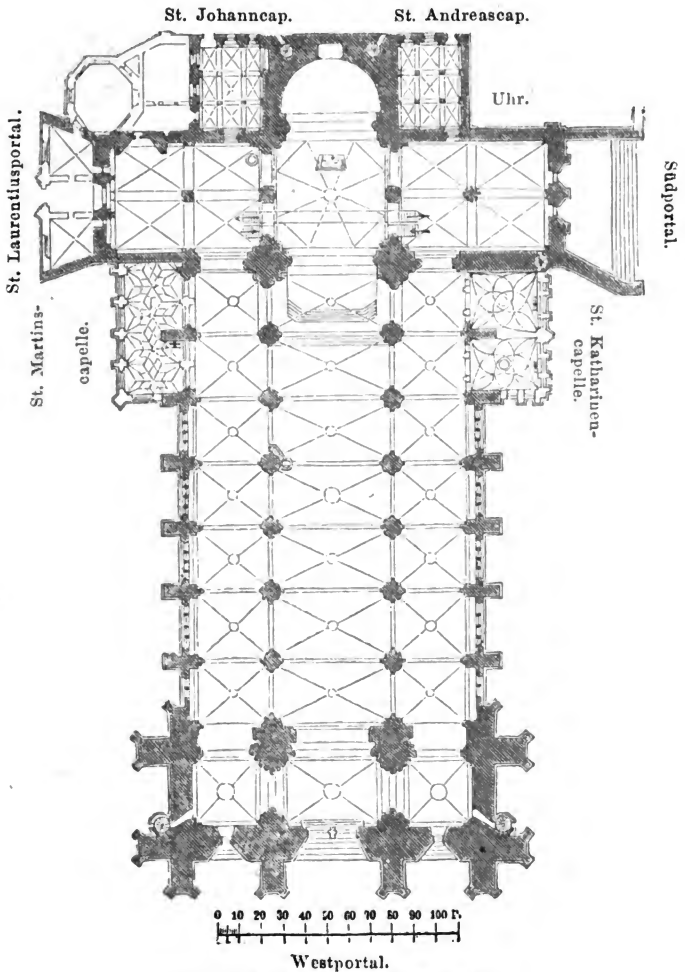 St. Johanncap.
St. Andreascap.
Uhr.
St. Laurentiusportal.
Südportal.
St. Martins-
capelle.
St. Katharinen-
capelle.
0 10 20 30 40 50 60 70 80 90 100 F.
Westportal.